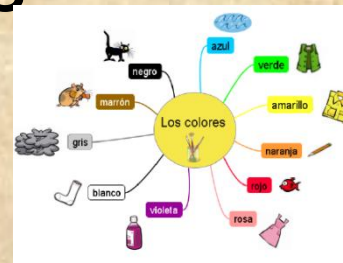 azul
negro
verde
marrón
amarillo
Los colores
gris
naranja
rojo
blanco
violeta
rosa